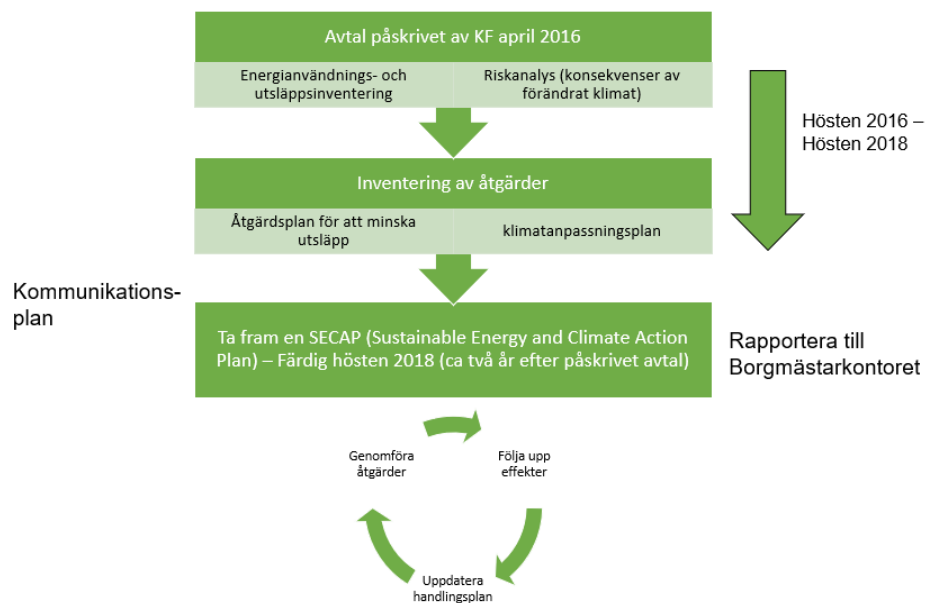 Avtal påskrivet av KF april 2016
Energianvändnings- och
utsläppsinventering
Riskanalys (konsekvenser av
förändrat klimat)
Hösten 2016 –
Hösten 2018
Inventering av åtgärder
Åtgärdsplan för att minska
utsläpp
klimatanpassningsplan
Kommunikations-
plan
Ta fram en SECAP (Sustainable Energy and Climate Action
Plan) – Färdig hösten 2018 (ca två år efter påskrivet avtal)
Rapportera till
Borgmästarkontoret
Genomföra
åtgärder
Följa upp
effekter
Uppdatera
handlingsplan